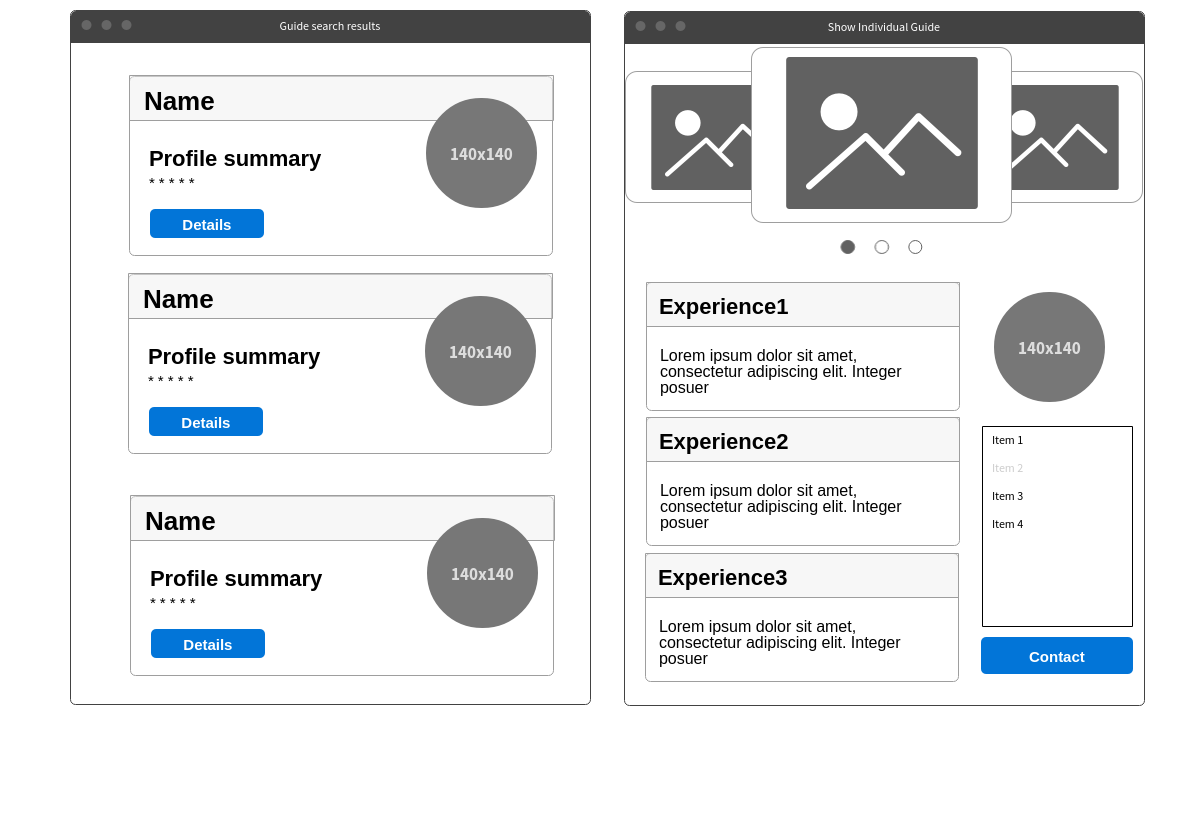 Guide search results
Name
140x140
Profile summary
* * * * *
Details
Name
140x140
Profile summary
* * * * *
Details
Name
140x140
Profile summary
* * * * *
Details
Show Individual Guide
Experience1
Lorem ipsum dolor sit amet,
consectetur adipiscing elit. Integer
posuer
Experience2
Lorem ipsum dolor sit amet,
consectetur adipiscing elit. Integer
posuer
Experience3
Lorem ipsum dolor sit amet,
consectetur adipiscing elit. Integer
posuer
140x140
Item 1
Item 2
Item 3
Item 4
Contact